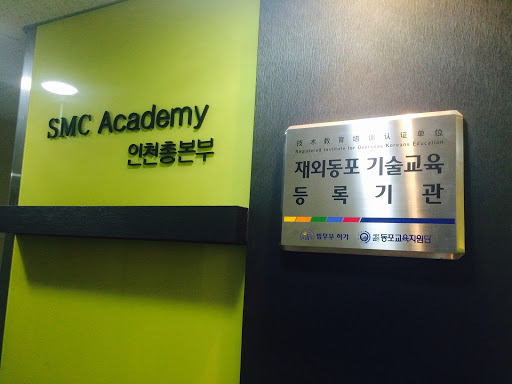 SMC Academy
인천총본부
技术教育培训认证单位
Registered Institute for Overseas Koreans Education
재외동포 기술교육
등록기관
법무부 허가
동포교육지원단